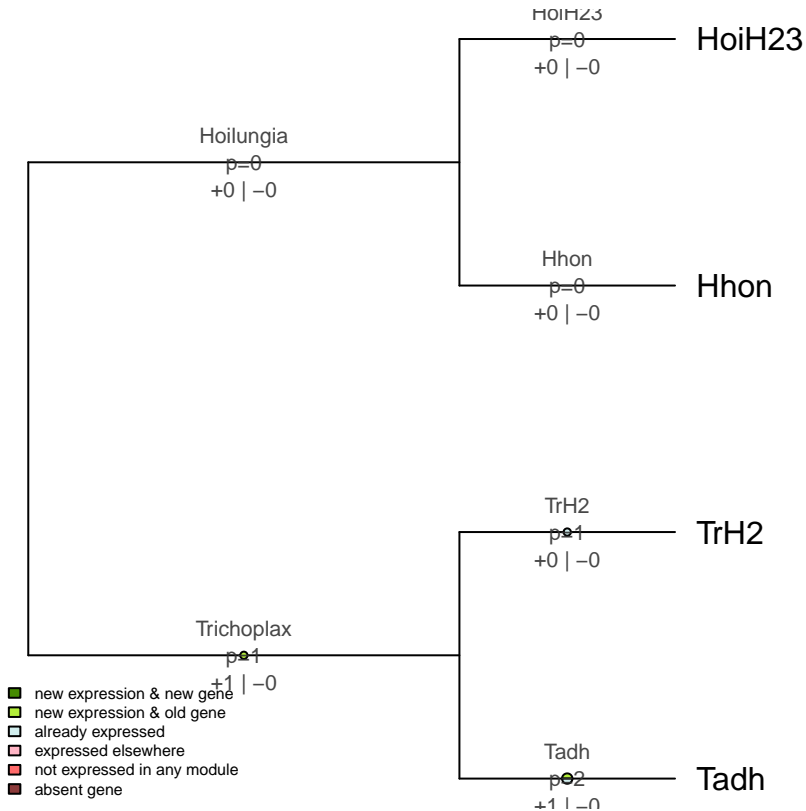 HoiH23
p=0
+0 | −0
HoiH23
Hoilungia
p=0
+0 | −0
Hhon
p=0
+0 | −0
Hhon
TrH2
p=1
+0 | −0
TrH2
Trichoplax
p=1
+1 | −0
new expression & new gene
new expression & old gene
already expressed
expressed elsewhere
not expressed in any module
absent gene
Tadh
p=2
+1 | −0
Tadh